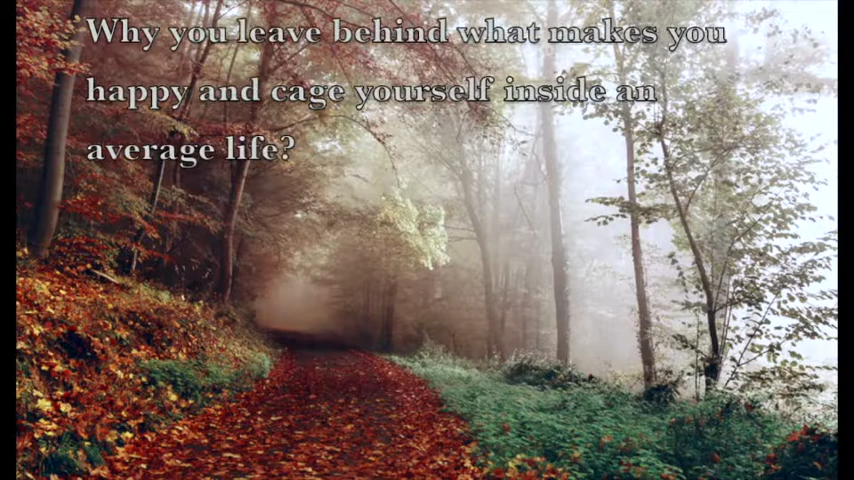 Why you leave behind what makes you
happy and cage yourself inside an
average life?